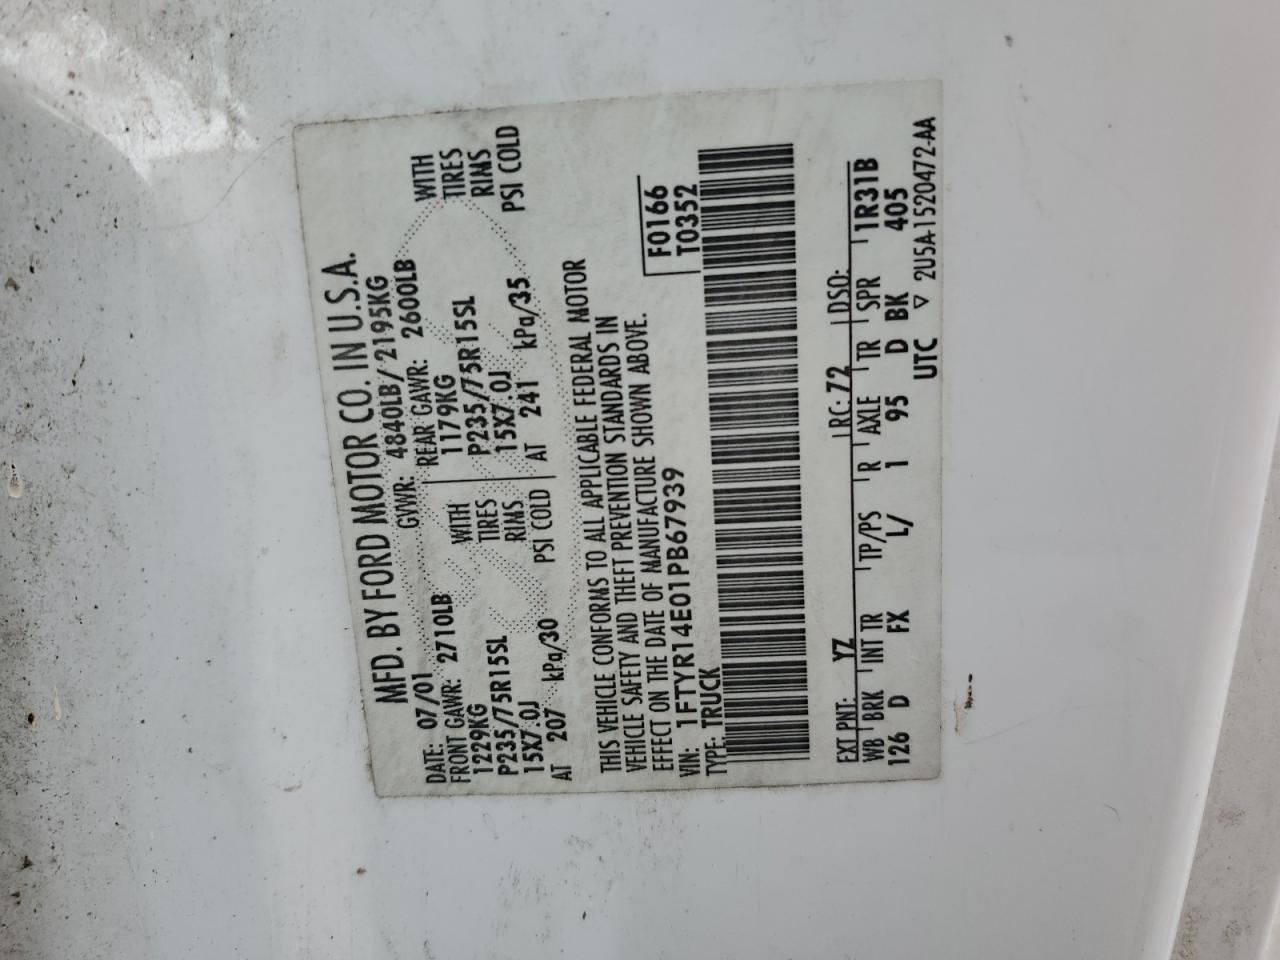 MFD. BY FORD MOTOR CO. IN U.S.A.
DATE: 07/01 GVWR: 4840LB/ 2195KG
FRONT GAWR: 2710LB REAR GAWR: 2600LB
1229KG WITH 1179KG WITH
P235/75R15SL TIRES P235/75R15SL TIRES
15X7.0J RIMS 15X7.0J RIMS
AT 207 kPa/30 PSI COLD AT 241 kPa/35 PSI COLD
THIS VEHICLE CONFORMS TO ALL APPLICABLE FEDERAL MOTOR
VEHICLE SAFETY AND THEFT PREVENTION STANDARDS IN
EFFECT ON THE DATE OF MANUFACTURE SHOWN ABOVE.
VIN: 1FTYR14E01PB67939 F0166
TYPE: TRUCK T0352
EXT PNT: YZ RC: 72 DSO:
WB BRK INT TR TP/PS R AXLE TR SPR 1R31B
126 D FX L/ 1 95 D BK 405
UTC ▽ 2U5A-1520472-AA